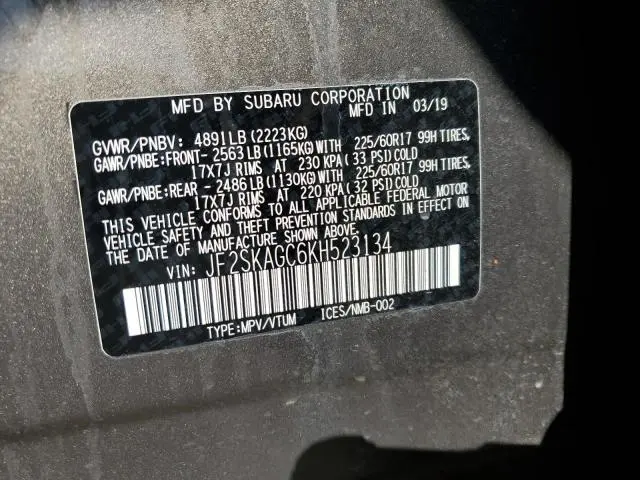 MFD BY SUBARU CORPORATION
MFD IN 03/19
GVWR/PNBV: 4891LB(2223KG)
GAWR/PNBE:FRONT- 2563LB(1165KG)WITH 225/60R17 99H TIRES,
17X7J RIMS AT 230 KPA(33 PSI)COLD
GAWR/PNBE:REAR - 2486LB(1130KG)WITH 225/60R17 99H TIRES,
17X7J RIMS AT 220 KPA(32 PSI)COLD
THIS VEHICLE CONFORMS TO ALL APPLICABLE FEDERAL MOTOR
VEHICLE SAFETY AND THEFT PREVENTION STANDARDS IN EFFECT ON
THE DATE OF MANUFACTURE SHOWN ABOVE.
VIN: JF2SKAGC6KH523134
TYPE:MPV/VTUM ICES/NMB-002